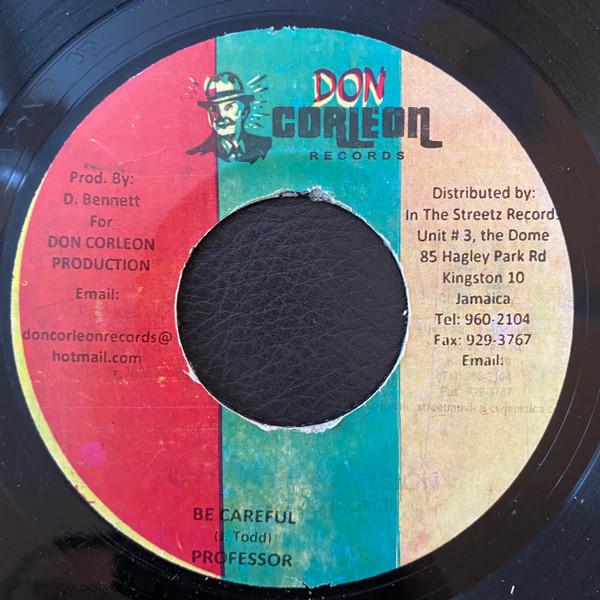 DON
CORLEON
RECORDS
Prod. By:
D. Bennett
For
DON CORLEON
PRODUCTION
Email:
doncorleonrecords@
hotmail.com
Distributed by:
In The Streetz Records
Unit # 3, the Dome
85 Hagley Park Rd
Kingston 10
Jamaica
Tel: 960-2104
Fax: 929-3767
Email:
BE CAREFUL
(J. Todd)
PROFESSOR